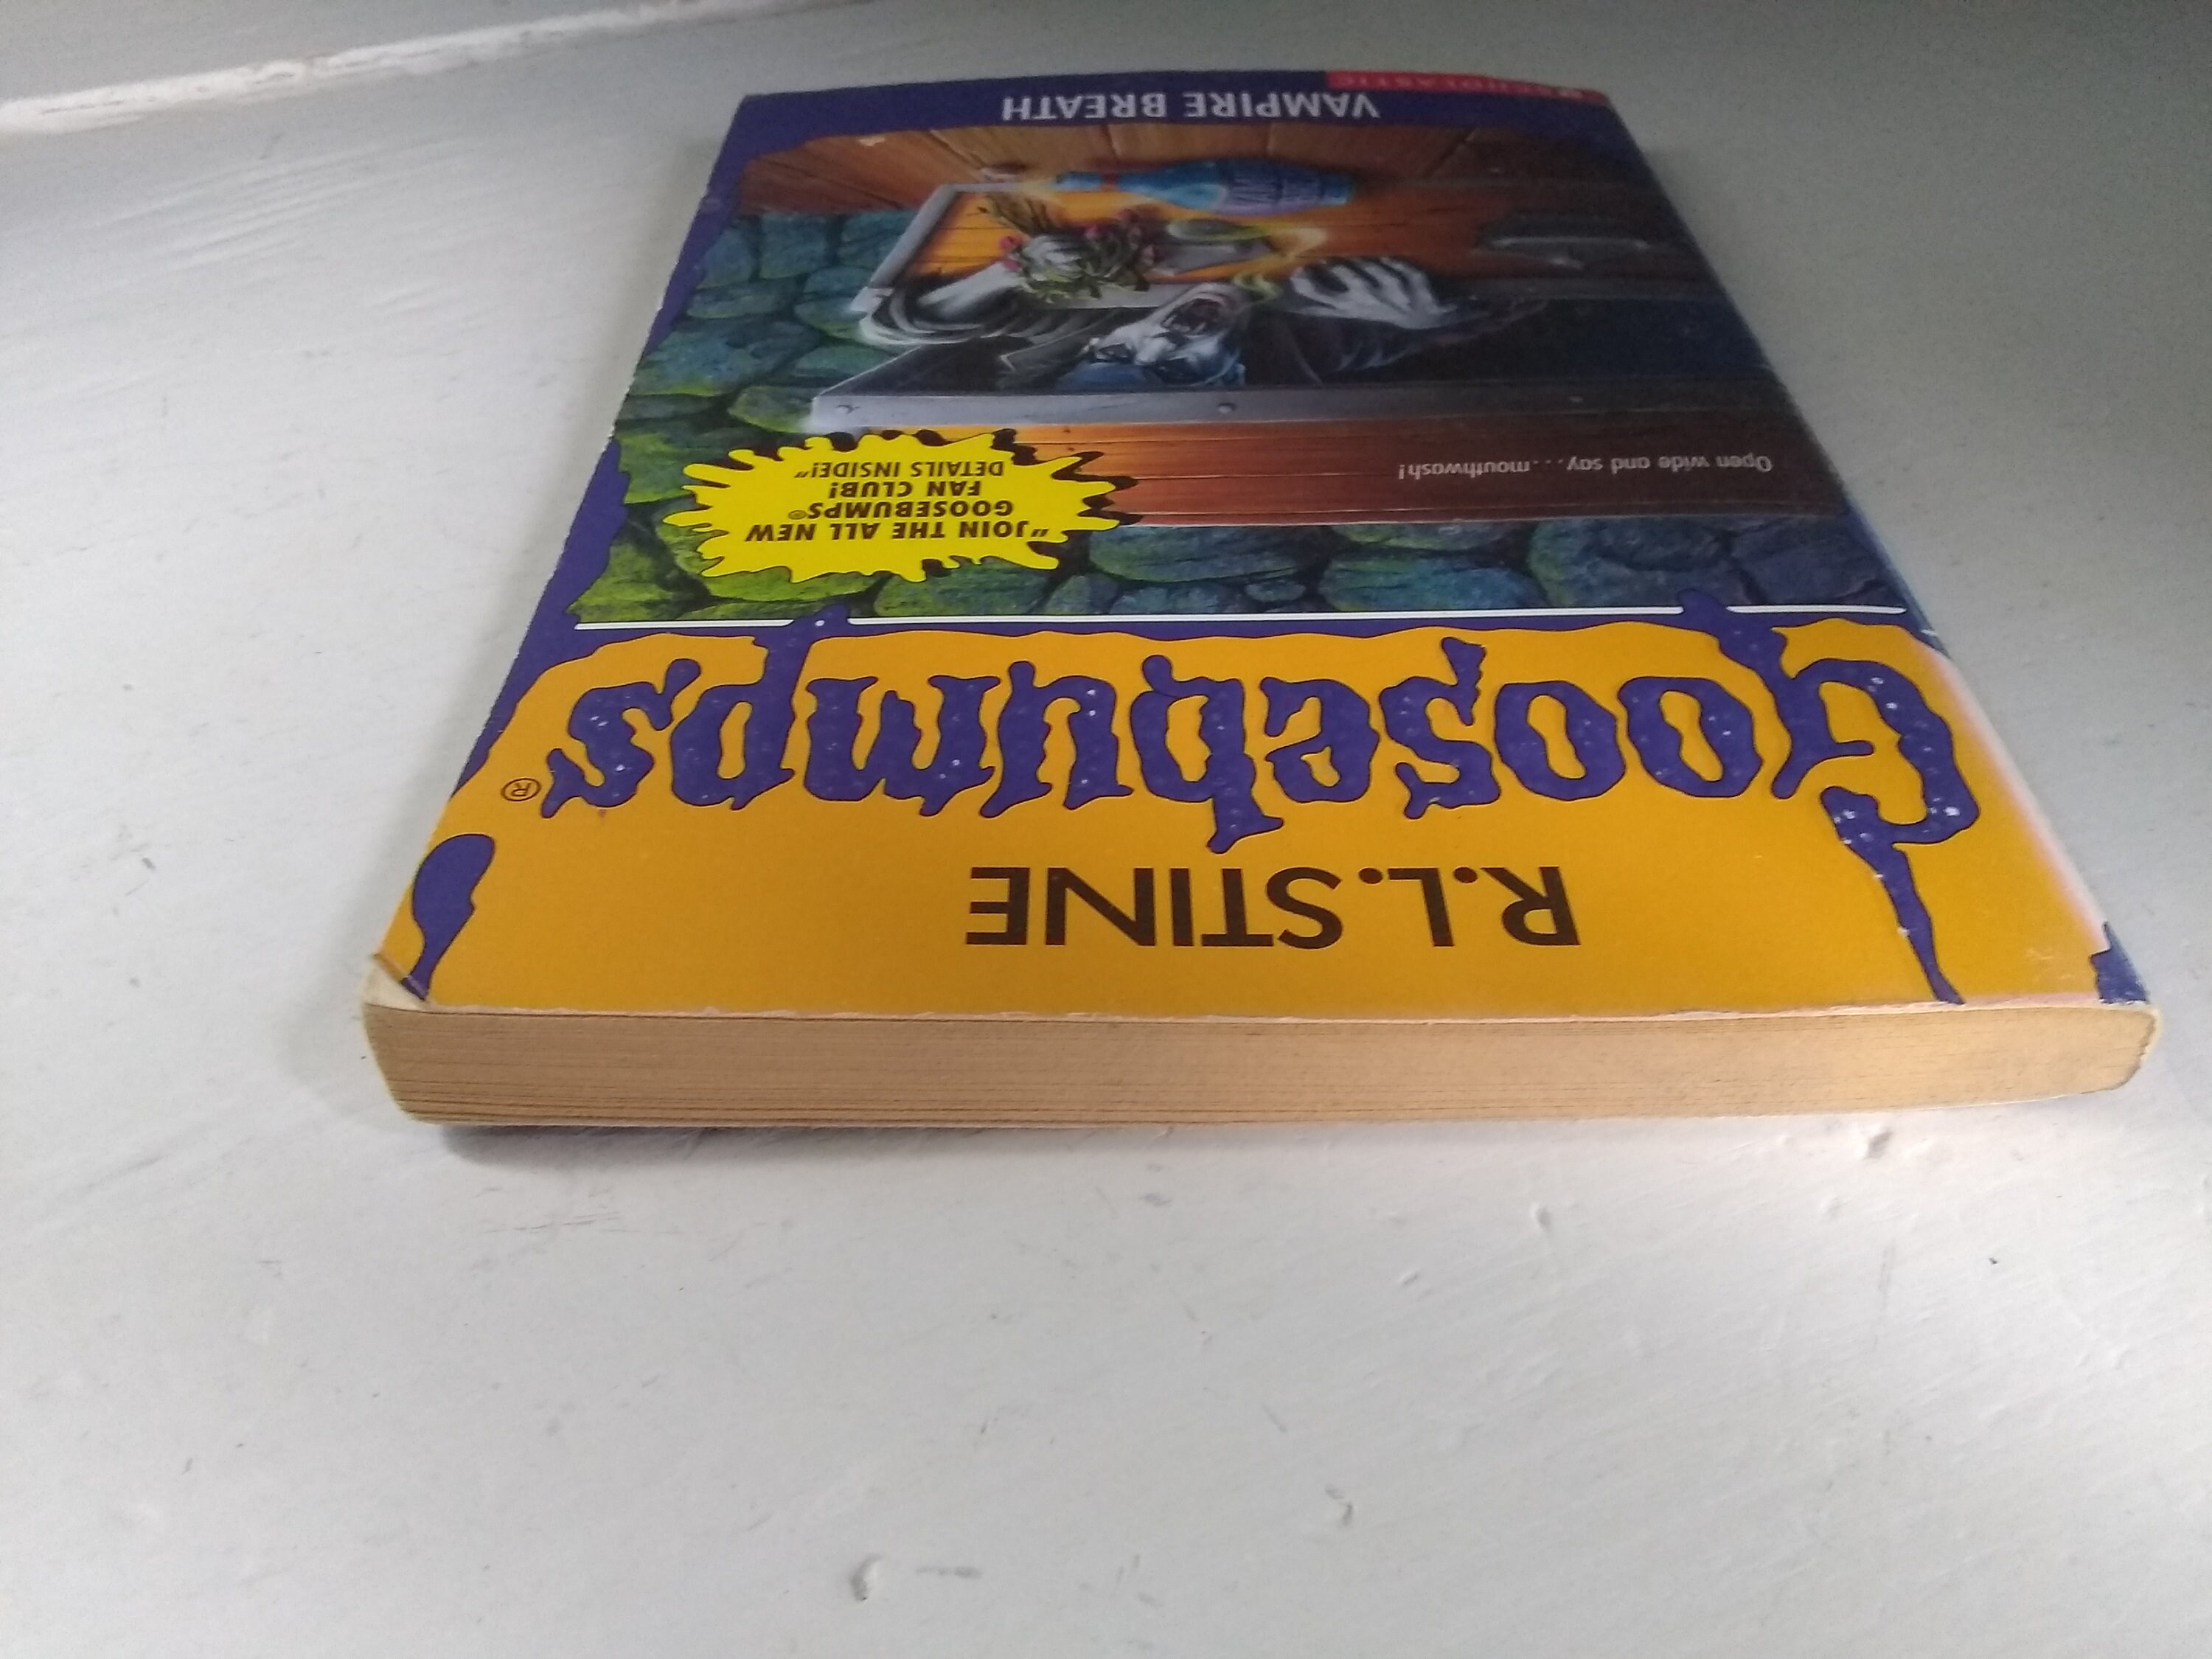 R.L. STINE
Goosebumps®
"JOIN THE ALL NEW
GOOSEBUMPS®
FAN CLUB!
DETAILS INSIDE!"
Open wide and say. . . mouthwash!
VAMPIRE BREATH
SCHOLASTIC